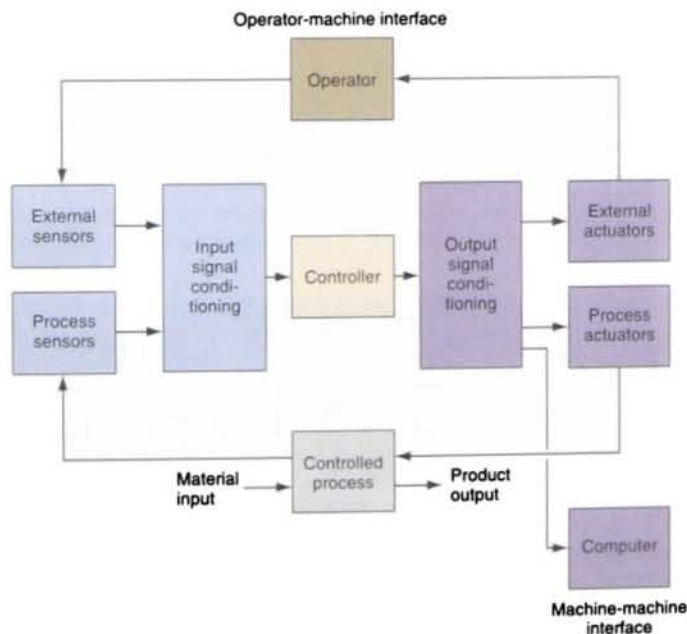 Operator-machine interface
Operator
External
sensors
Input
signal
condi-
tioning
Controller
Output
signal
condi-
tioning
External
actuators
Process
sensors
Process
actuators
Material
input
Controlled
process
Product
output
Computer
Machine-machine
interface